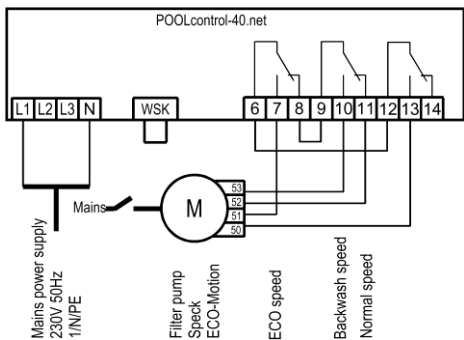 POOLcontrol-40.net
L1 L2 L3 N
WSK
6 7 8 9 10 11 12 13 14
Mains
M
53
52
51
50
Mains power supply
230V 50Hz
1/N/PE
Filter pump
Speck
ECO-Motion
ECO speed
Backwash speed
Normal speed